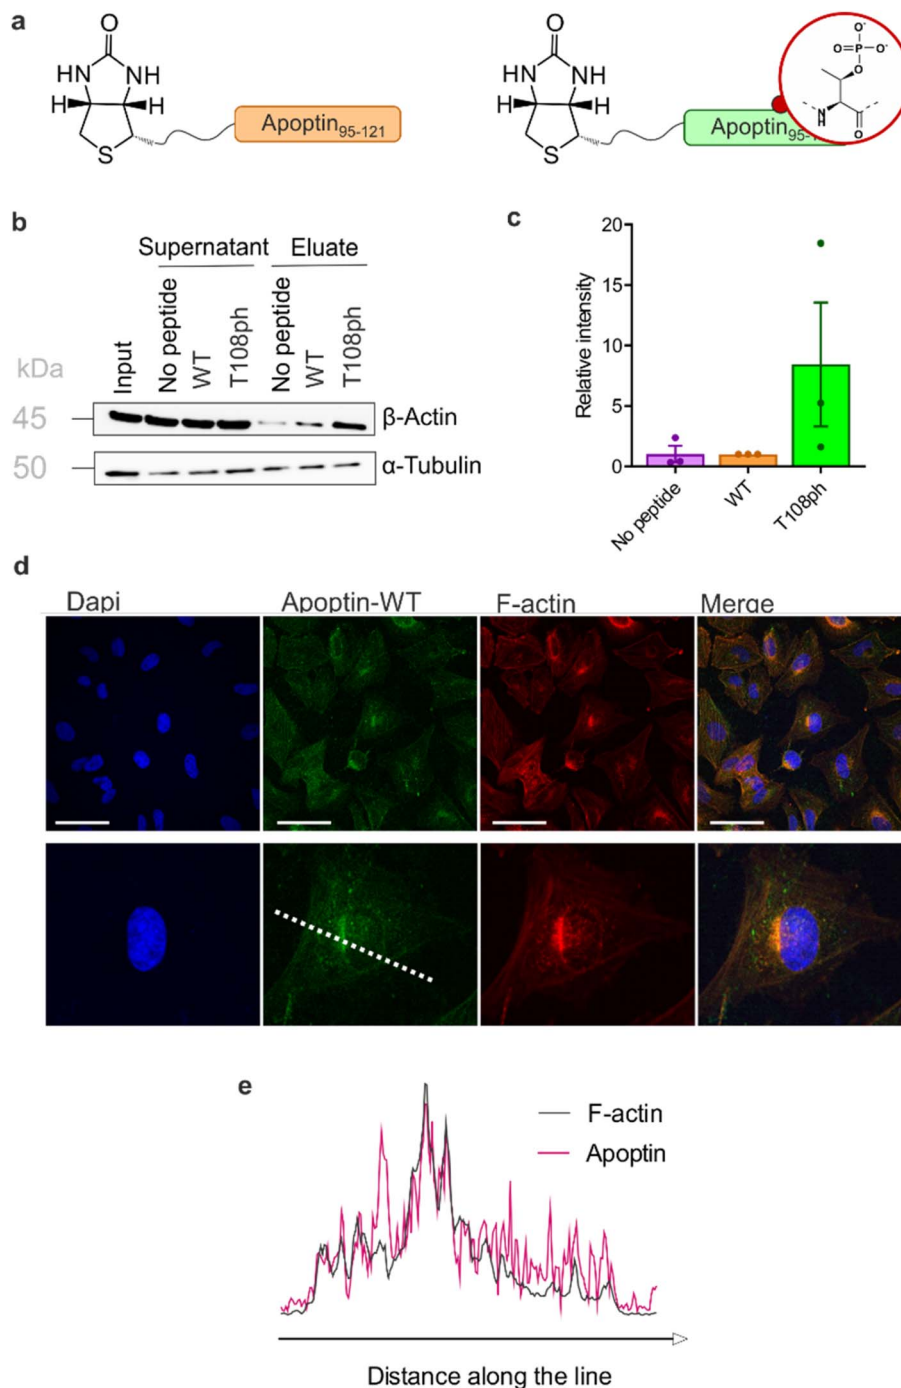 a
O
HN
NH
H
H
S
Apoptin95-121
O
HN
NH
H
H
S
Apoptin95-1
O-
O=P-O-
O
N
H
O
b
Supernatant
Eluate
kDa
Input
No peptide
WT
T108ph
No peptide
WT
T108ph
45
β-Actin
50
α-Tubulin
c
Relative intensity
20
15
10
5
0
No peptide
WT
T108ph
d
Dapi
Apoptin-WT
F-actin
Merge
e
F-actin
Apoptin
Distance along the line